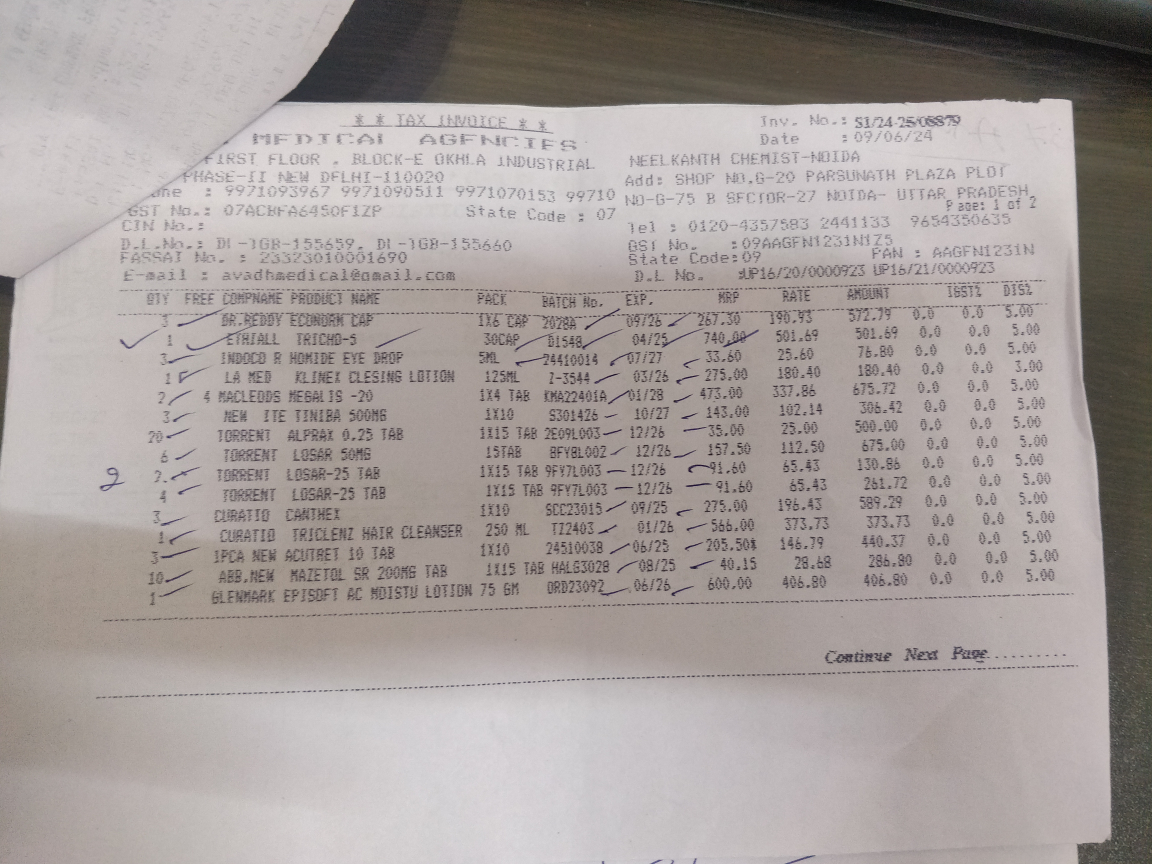 * * TAX INVOICE * *
MEDICAL AGENCIES
FIRST FLOOR , BLOCK-E OKHLA INDUSTRIAL
PHASE-II NEW DELHI-110020
: 9971093967 9971090511 9971070153 99710
GST No.: 07ACBFA6450F1ZP State Code : 07
CIN No.:
D.L.No.: DL-1GB-155659, DL-1GB-155660
FASSAI No. : 23323010001690
E-mail : avadhmedical@gmail.com
Inv. No.: S1/24-25/
Date : 09/06/24
NEELKANTH CHEMIST-NOIDA
Add: SHOP NO.G-20 PARSUNATH PLAZA PLOT
NO-G-75 B SECTOR-27 NOIDA- UTTAR PRADESH
Page: 1 of 2
Tel : 0120-4357583 2441133 9654350635
GST No. :09AAGFN1231N1Z5
State Code:09 PAN : AAGFN1231N
D.L No. :UP16/20/0000923 UP16/21/0000923
QTY FREE COMPNAME PRODUCT NAME PACK BATCH No. EXP. MRP RATE AMOUNT IGST% DIS%
3 DR.REDDY ECONORM CAP 1X6 CAP 2028A 09/26 267.30 190.93 572.79 0.0 0.0 5.00
1 ETHIALL TRICHO-5 30CAP D1548 04/25 740.00 501.69 501.69 0.0 0.0 5.00
3 INDOCO R HOMIDE EYE DROP 5ML 24410014 07/27 33.60 25.60 76.80 0.0 0.0 5.00
1 LA MED KLINEX CLESING LOTION 125ML Z-3544 03/26 275.00 180.40 180.40 0.0 0.0 3.00
2 4 MACLEODS MEGALIS -20 1X4 TAB KMA22401A 01/28 473.00 337.86 675.72 0.0 0.0 5.00
3 NEW ITE TINIBA 500MG 1X10 S301426 10/27 143.00 102.14 306.42 0.0 0.0 5.00
20 TORRENT ALPRAX 0.25 TAB 1X15 TAB 2E09L003 12/26 35.00 25.00 500.00 0.0 0.0 5.00
6 TORRENT LOSAR 50MG 15TAB BFY8L002 12/26 157.50 112.50 675.00 0.0 0.0 5.00
2 2 TORRENT LOSAR-25 TAB 1X15 TAB 9FY7L003 12/26 91.60 65.43 130.86 0.0 0.0 5.00
4 TORRENT LOSAR-25 TAB 1X15 TAB 9FY7L003 12/26 91.60 65.43 261.72 0.0 0.0 5.00
3 CURATIO CANTHEX 1X10 SCC23015 09/25 275.00 196.43 589.29 0.0 0.0 5.00
1 CURATIO TRICLENZ HAIR CLEANSER 250 ML TT2403 01/26 566.00 373.73 373.73 0.0 0.0 5.00
3 IPCA NEW ACUTRET 10 TAB 1X10 24510038 06/25 205.50 146.79 440.37 0.0 0.0 5.00
10 ABB.NEW MAZETOL SR 200MG TAB 1X15 TAB HALG3028 08/25 40.15 28.68 286.80 0.0 0.0 5.00
1 GLENMARK EPISOFT AC MOISTU LOTION 75 GM ORD23092 06/26 600.00 406.80 406.80 0.0 0.0 5.00
Continue Next Page..........